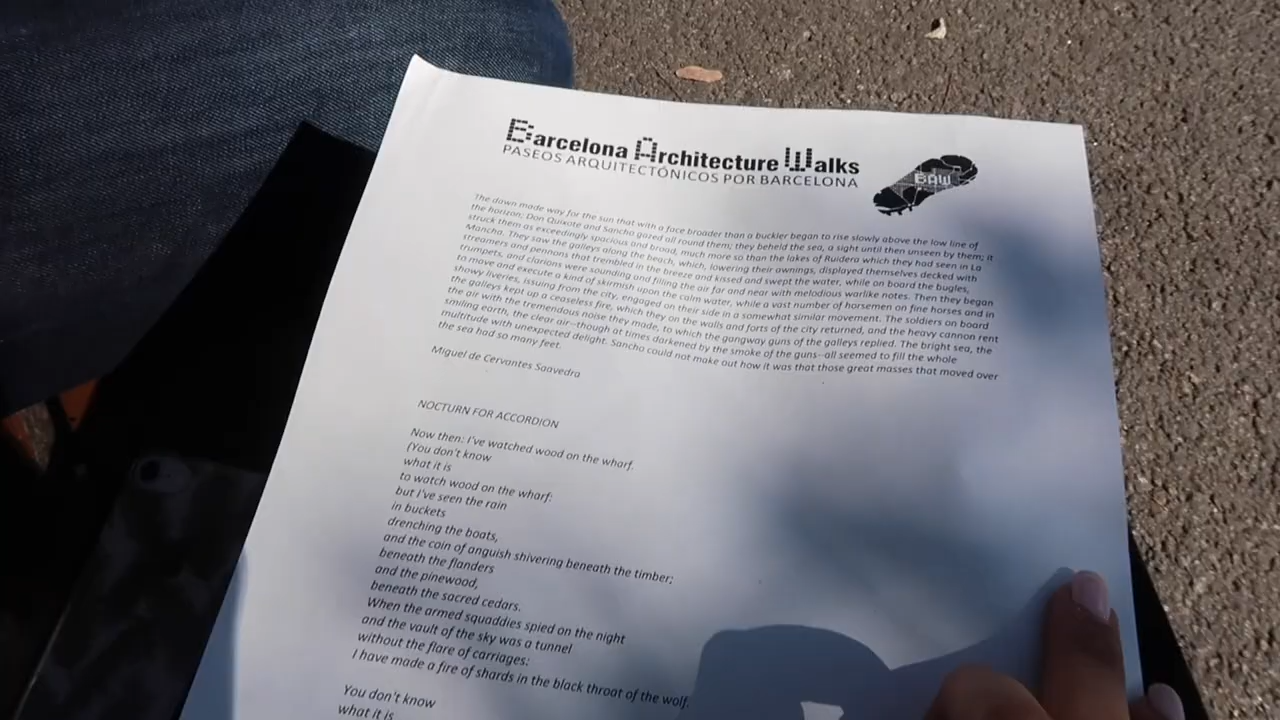 Barcelona Architecture Walks
PASEOS ARQUITECTÓNICOS POR BARCELONA
BAW
The dawn made way for the sun that with a face broader than a buckler began to rise slowly above the low line of
the horizon; Don Quixote and Sancho gazed all round them; they beheld the sea, a sight until then unseen by them; it
struck them as exceedingly spacious and broad, much more so than the lakes of Ruidera which they had seen in La
Mancha. They saw the galleys along the beach, which, lowering their awnings, displayed themselves decked with
streamers and pennons that trembled in the breeze and kissed and swept the water, while on board the bugles,
trumpets, and clarions were sounding and filling the air far and near with melodious warlike notes. Then they began
to move and execute a kind of skirmish upon the calm water, while a vast number of horsemen on fine horses and in
showy liveries, issuing from the city, engaged on their side in a somewhat similar movement. The soldiers on board
the galleys kept up a ceaseless fire, which they on the walls and forts of the city returned, and the heavy cannon rent
the air with the tremendous noise they made, to which the gangway guns of the galleys replied. The bright sea, the
smiling earth, the clear air--though at times darkened by the smoke of the guns--all seemed to fill the whole
multitude with unexpected delight. Sancho could not make out how it was that those great masses that moved over
the sea had so many feet.
Miguel de Cervantes Saavedra
NOCTURN FOR ACCORDION
Now then: I've watched wood on the wharf.
(You don't know
what it is
to watch wood on the wharf:
but I've seen the rain
in buckets
drenching the boats,
and the coin of anguish shivering beneath the timber;
beneath the flanders
and the pinewood,
beneath the sacred cedars.
When the armed squaddies spied on the night
and the vault of the sky was a tunnel
without the flare of carriages:
I have made a fire of shards in the black throat of the wolf.
You don't know
what it is